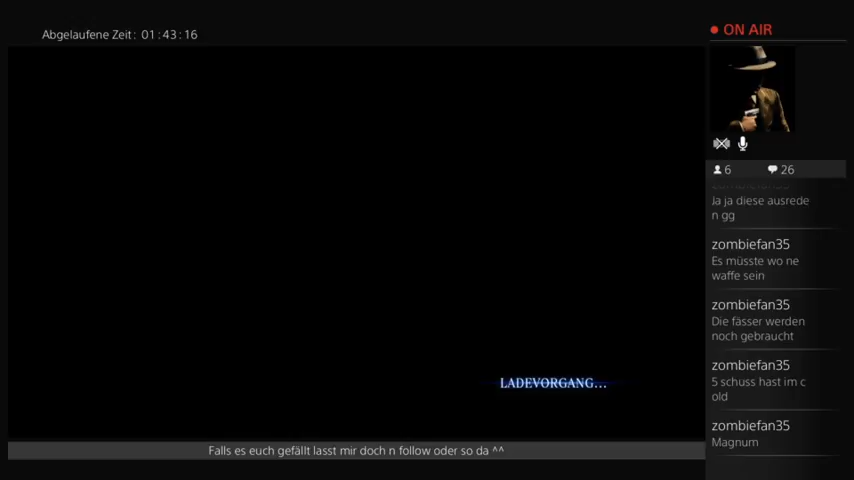 Abgelaufene Zeit: 01:43:16
ON AIR
6
26
Ja ja diese ausrede
n gg
zombiefan35
Es müsste wo ne
waffe sein
zombiefan35
Die fässer werden
noch gebraucht
zombiefan35
5 schuss hast im c
old
zombiefan35
Magnum
LADEVORGANG...
Falls es euch gefällt lasst mir doch n follow oder so da ^^